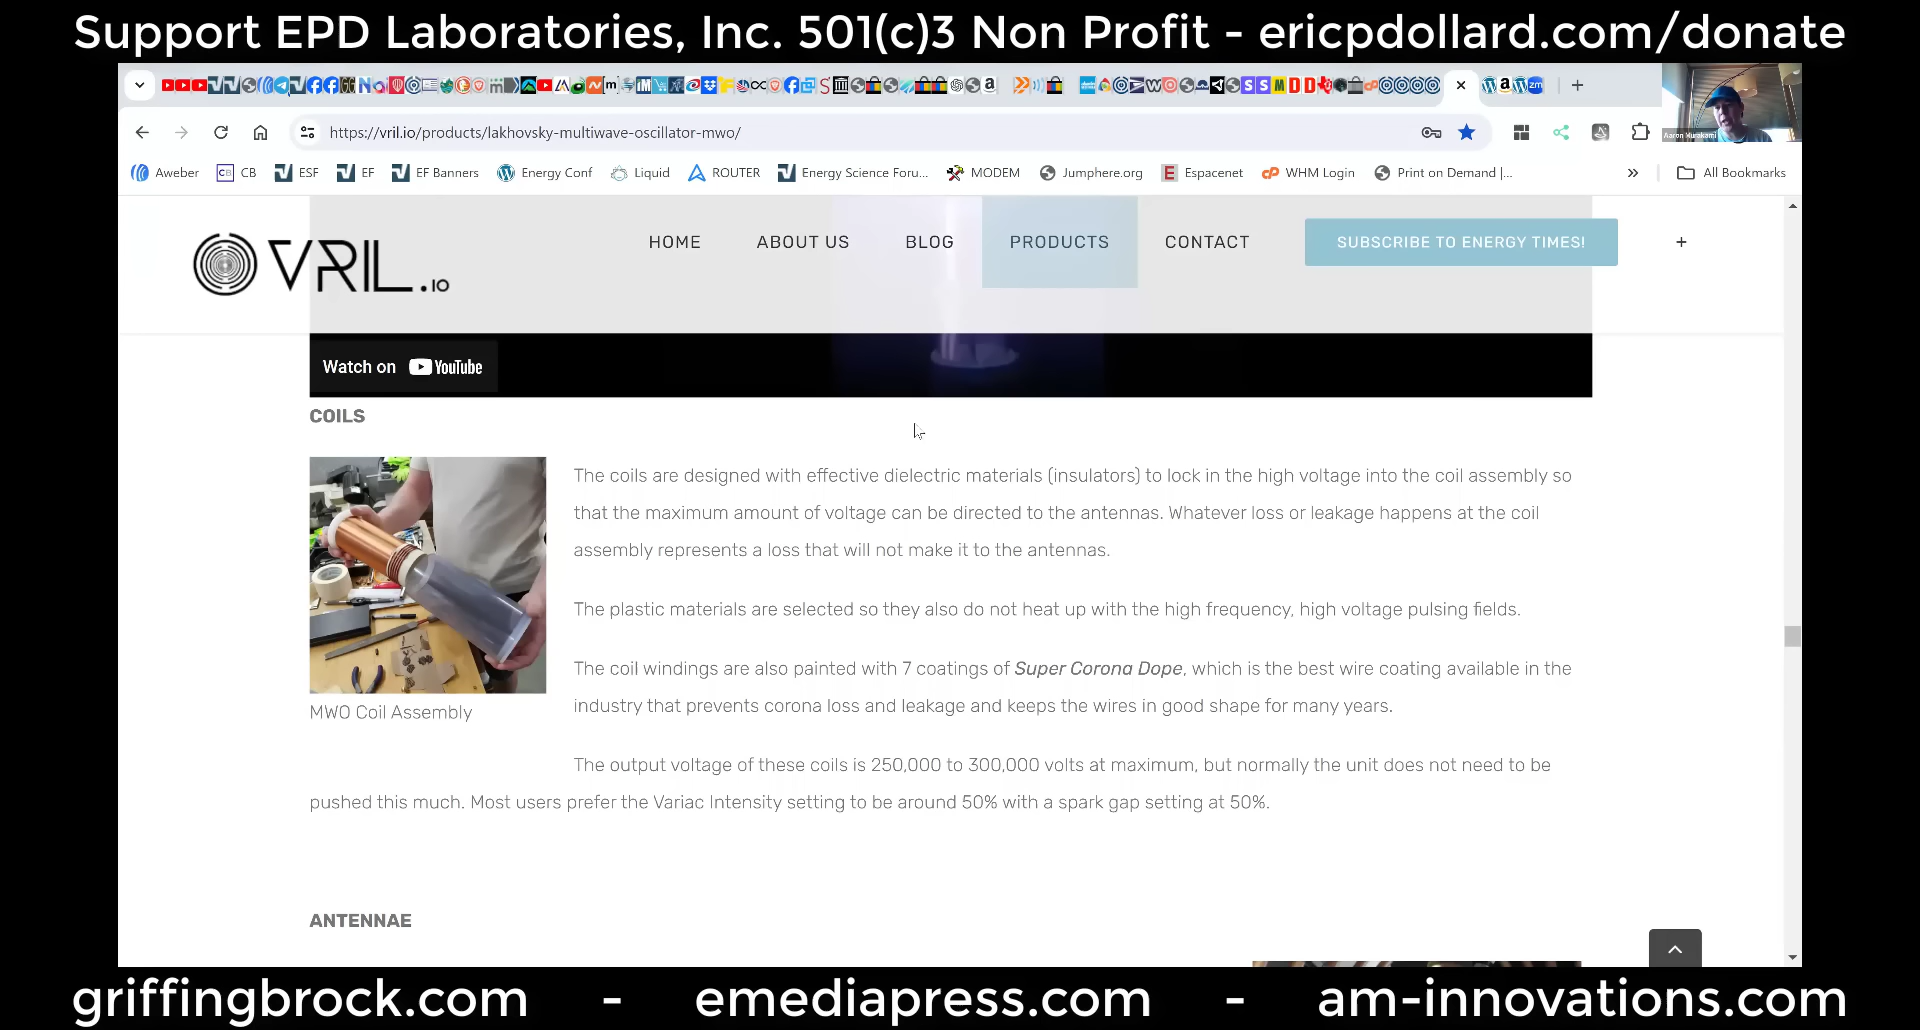 Support EPD Laboratories, Inc. 501(c)3 Non Profit - ericpdollard.com/donate
https://vril.io/products/lakhovsky-multiwave-oscillator-mwo/
Aaron Murakami
Aweber CB ESF EF EF Banners Energy Conf Liquid ROUTER Energy Science Foru... MODEM Jumphere.org Espacenet WHM Login Print on Demand |... » All Bookmarks
VRIL.IO
HOME ABOUT US BLOG PRODUCTS CONTACT SUBSCRIBE TO ENERGY TIMES! +
Watch on YouTube
COILS
The coils are designed with effective dielectric materials (insulators) to lock in the high voltage into the coil assembly so
that the maximum amount of voltage can be directed to the antennas. Whatever loss or leakage happens at the coil
assembly represents a loss that will not make it to the antennas.
The plastic materials are selected so they also do not heat up with the high frequency, high voltage pulsing fields.
The coil windings are also painted with 7 coatings of Super Corona Dope, which is the best wire coating available in the
industry that prevents corona loss and leakage and keeps the wires in good shape for many years.
MWO Coil Assembly
The output voltage of these coils is 250,000 to 300,000 volts at maximum, but normally the unit does not need to be
pushed this much. Most users prefer the Variac Intensity setting to be around 50% with a spark gap setting at 50%.
ANTENNAE
griffingbrock.com - emediapress.com - am-innovations.com